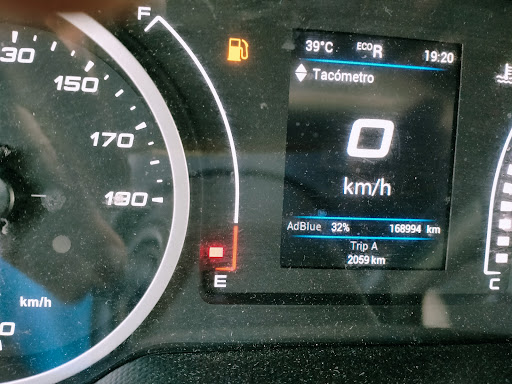 F
39°C ECO R 19:20
Tacómetro
0
km/h
AdBlue 32% 168994 km
Trip A
2059 km
E
C
30
150
170
190
km/h
0